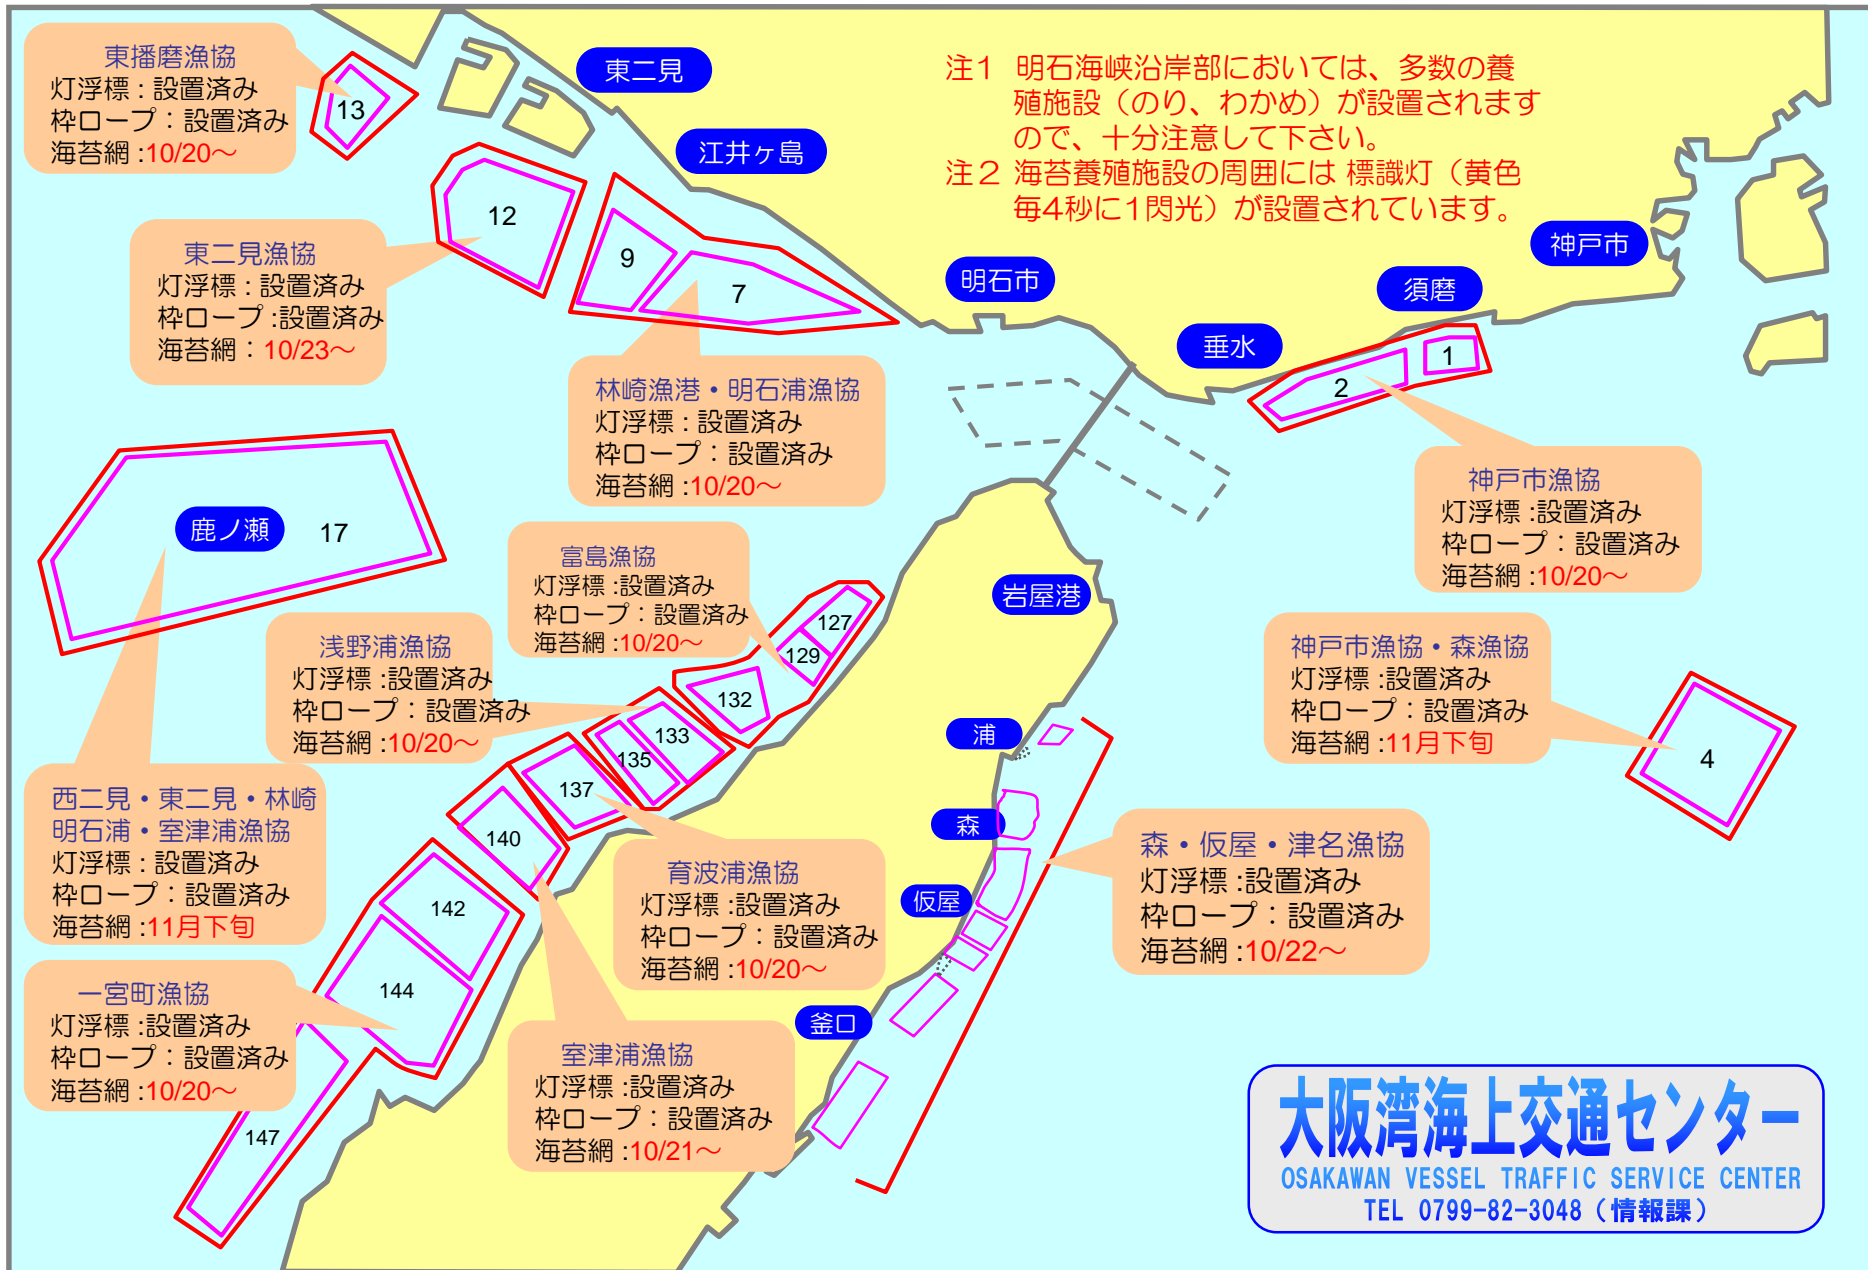 東播磨漁協
灯浮標：設置済み
枠ロープ：設置済み
海苔網：10/20～
13
東二見
江井ヶ島
注1 明石海峡沿岸部においては、多数の養
殖施設（のり、わかめ）が設置されます
ので、十分注意して下さい。
注２ 海苔養殖施設の周囲には 標識灯（黄色
毎4秒に1閃光）が設置されています。
神戸市
明石市
須磨
垂水
12
9
7
1
2
東二見漁協
灯浮標：設置済み
枠ロープ：設置済み
海苔網：10/23～
林崎漁港・明石浦漁協
灯浮標：設置済み
枠ロープ：設置済み
海苔網：10/20～
神戸市漁協
灯浮標：設置済み
枠ロープ：設置済み
海苔網：10/20～
鹿ノ瀬
17
富島漁協
灯浮標：設置済み
枠ロープ：設置済み
海苔網：10/20～
127
129
132
岩屋港
浅野浦漁協
灯浮標：設置済み
枠ロープ：設置済み
海苔網：10/20～
133
135
137
神戸市漁協・森漁協
灯浮標：設置済み
枠ロープ：設置済み
海苔網：11月下旬
4
浦
森
仮屋
釜口
西二見・東二見・林崎
明石浦・室津浦漁協
灯浮標：設置済み
枠ロープ：設置済み
海苔網：11月下旬
140
142
144
147
育波浦漁協
灯浮標：設置済み
枠ロープ：設置済み
海苔網：10/20～
森・仮屋・津名漁協
灯浮標：設置済み
枠ロープ：設置済み
海苔網：10/22～
一宮町漁協
灯浮標：設置済み
枠ロープ：設置済み
海苔網：10/20～
室津浦漁協
灯浮標：設置済み
枠ロープ：設置済み
海苔網：10/21～
大阪湾海上交通センター
OSAKAWAN VESSEL TRAFFIC SERVICE CENTER
TEL 0799-82-3048（情報課）